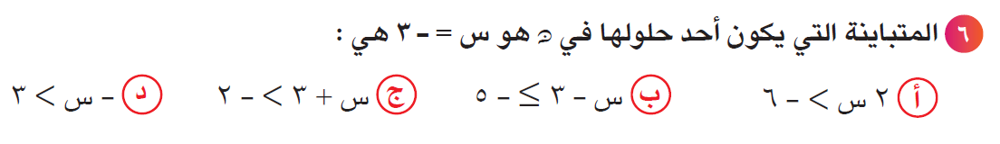 ٦ المتباينة التي يكون أحد حلولها في ن هو س = - ٣ هي :
أ ٢ س < - ٦ ب س - ٣ ≤ - ٥ ج س + ٣ < - ٢ د - س < ٣